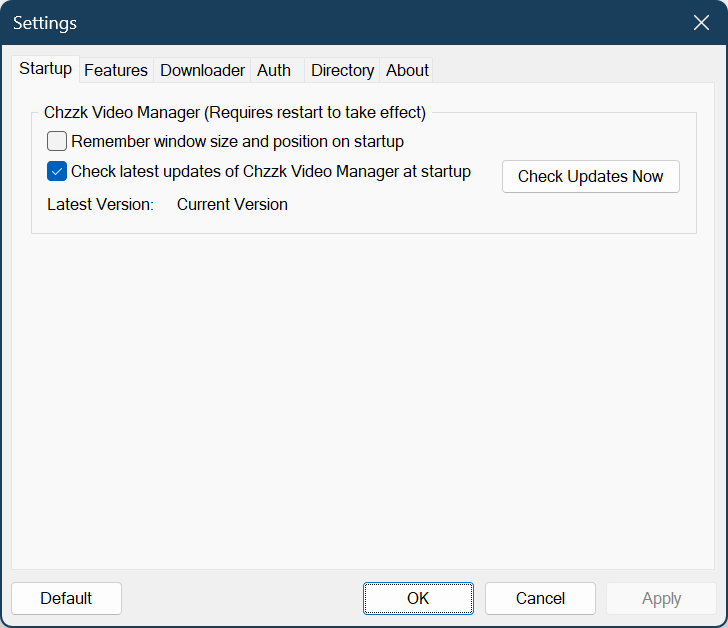 Settings
Startup Features Downloader Auth Directory About
Chzzk Video Manager (Requires restart to take effect)
Remember window size and position on startup
Check latest updates of Chzzk Video Manager at startup
Check Updates Now
Latest Version: Current Version
Default OK Cancel Apply